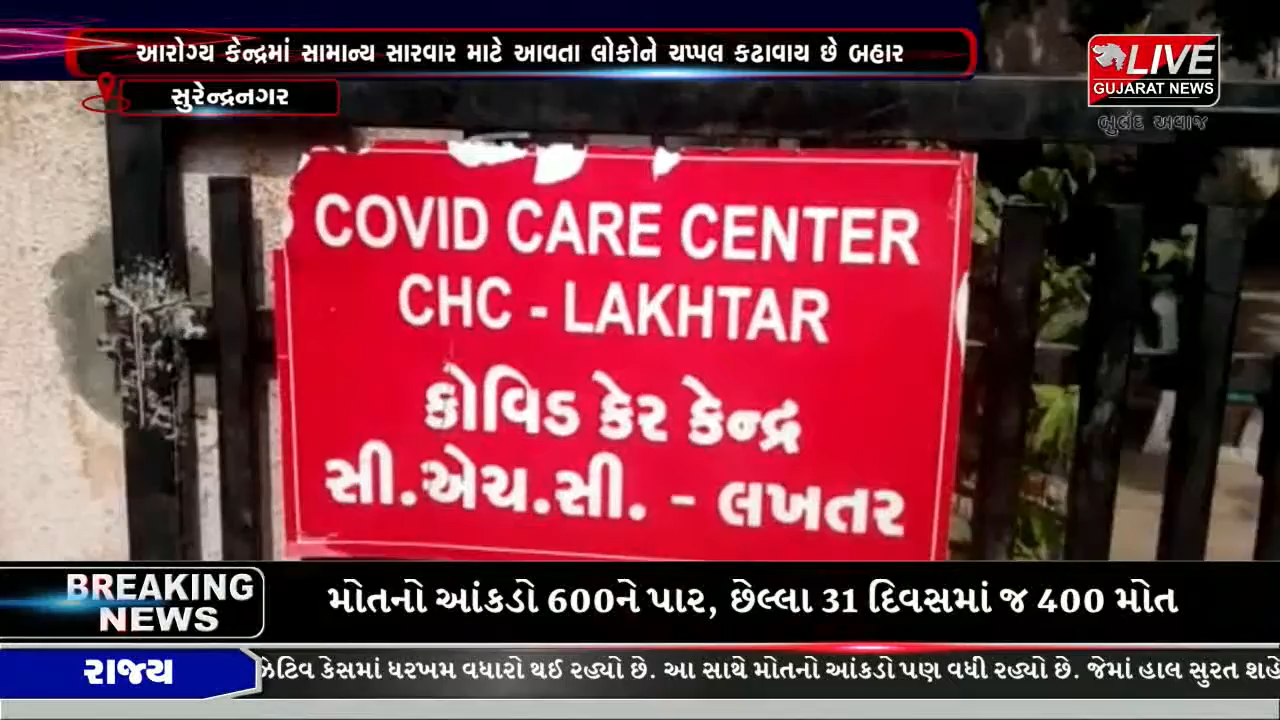 આરોગ્ય કેન્દ્રમાં સામાન્ય સારવાર માટે આવતા લોકોને ચપ્પલ કઢાવાય છે બહાર
સુરેન્દ્રનગર
LIVE
GUJARAT NEWS
બુલંદ અવાજ
COVID CARE CENTER
CHC - LAKHTAR
કોવિડ કેર કેન્દ્ર
સી.એચ.સી. - લખતર
BREAKING
NEWS
મોતનો આંકડો 600ને પાર, છેલ્લા 31 દિવસમાં જ 400 મોત
રાજ્ય
ઝિટિવ કેસમાં ધરખમ વધારો થઈ રહ્યો છે. આ સાથે મોતનો આંકડો પણ વધી રહ્યો છે. જેમાં હાલ સુરત શહે